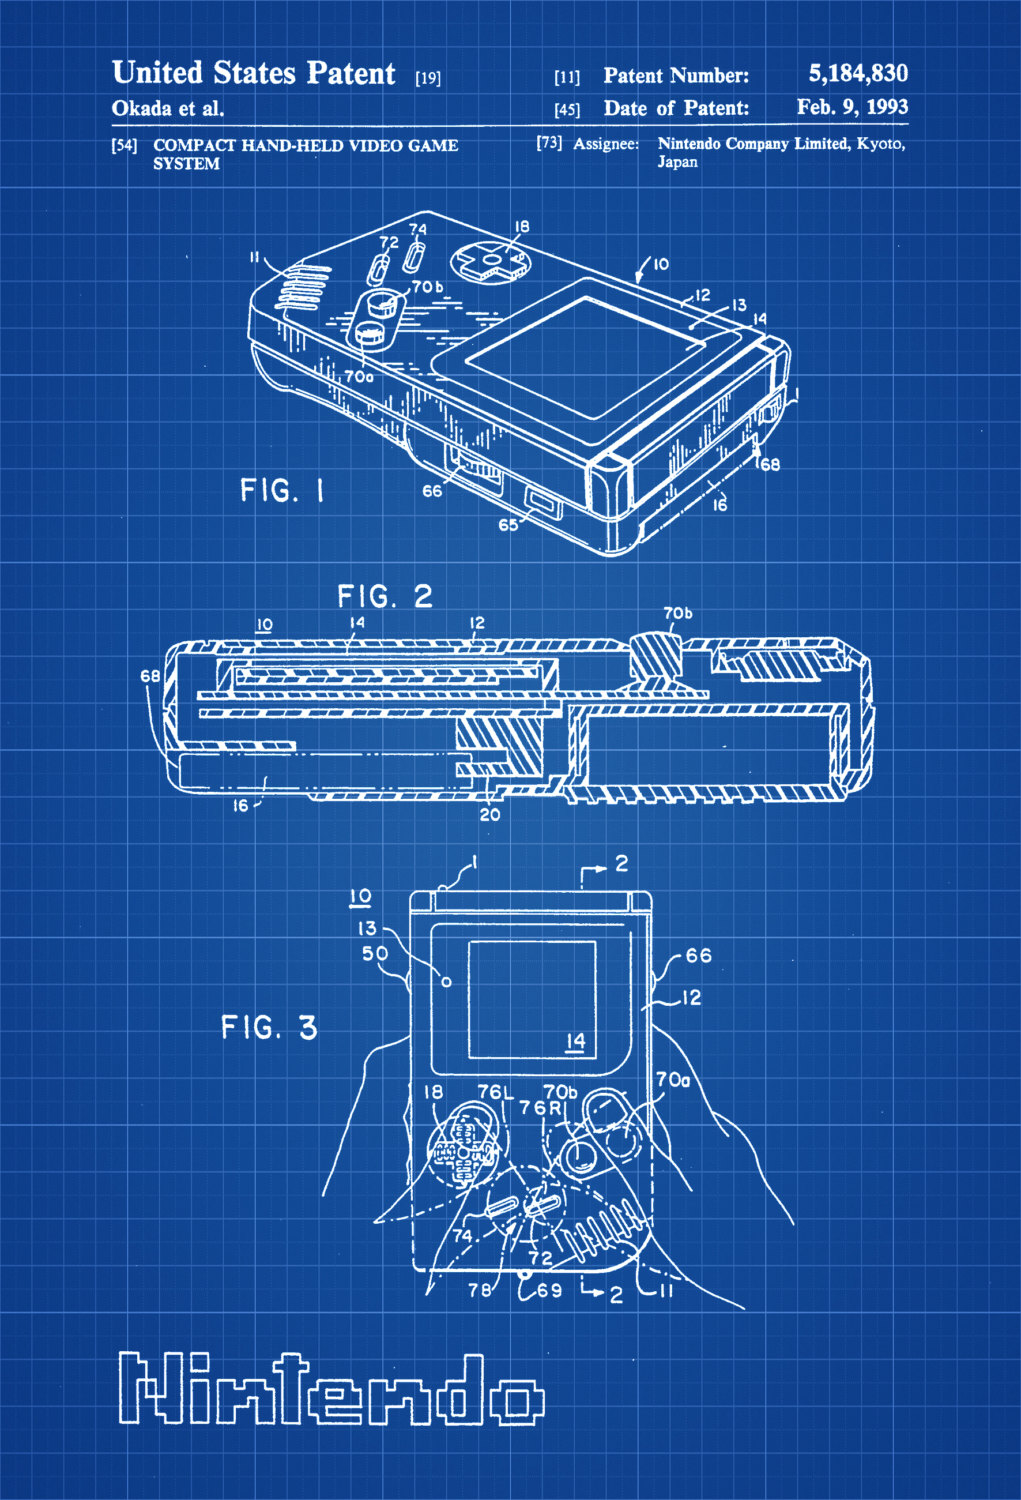 United States Patent [19]
Okada et al.
[11] Patent Number: 5,184,830
[45] Date of Patent: Feb. 9, 1993
[54] COMPACT HAND-HELD VIDEO GAME
SYSTEM
[73] Assignee: Nintendo Company Limited, Kyoto,
Japan
74
18
72
11
10
70b
12
13
14
70a
1
68
66
16
65
FIG. 1
FIG. 2
70b
10
14
12
68
16
20
1
2
10
13
50
66
12
FIG. 3
14
18
76L
70b
70a
76R
74
72
78
69
2
11
Nintendo